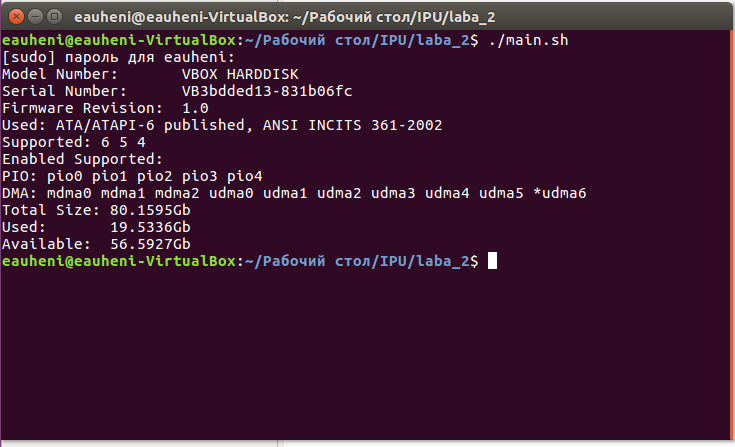 eauheni@eauheni-VirtualBox: ~/Рабочий стол/IPU/laba_2
eauheni@eauheni-VirtualBox:~/Рабочий стол/IPU/laba_2$ ./main.sh
[sudo] пароль для eauheni:
Model Number:       VBOX HARDDISK
Serial Number:      VB3bdded13-831b06fc
Firmware Revision:  1.0
Used: ATA/ATAPI-6 published, ANSI INCITS 361-2002
Supported: 6 5 4
Enabled Supported:
PIO: pio0 pio1 pio2 pio3 pio4
DMA: mdma0 mdma1 mdma2 udma0 udma1 udma2 udma3 udma4 udma5 *udma6
Total Size: 80.1595Gb
Used:       19.5336Gb
Available:  56.5927Gb
eauheni@eauheni-VirtualBox:~/Рабочий стол/IPU/laba_2$